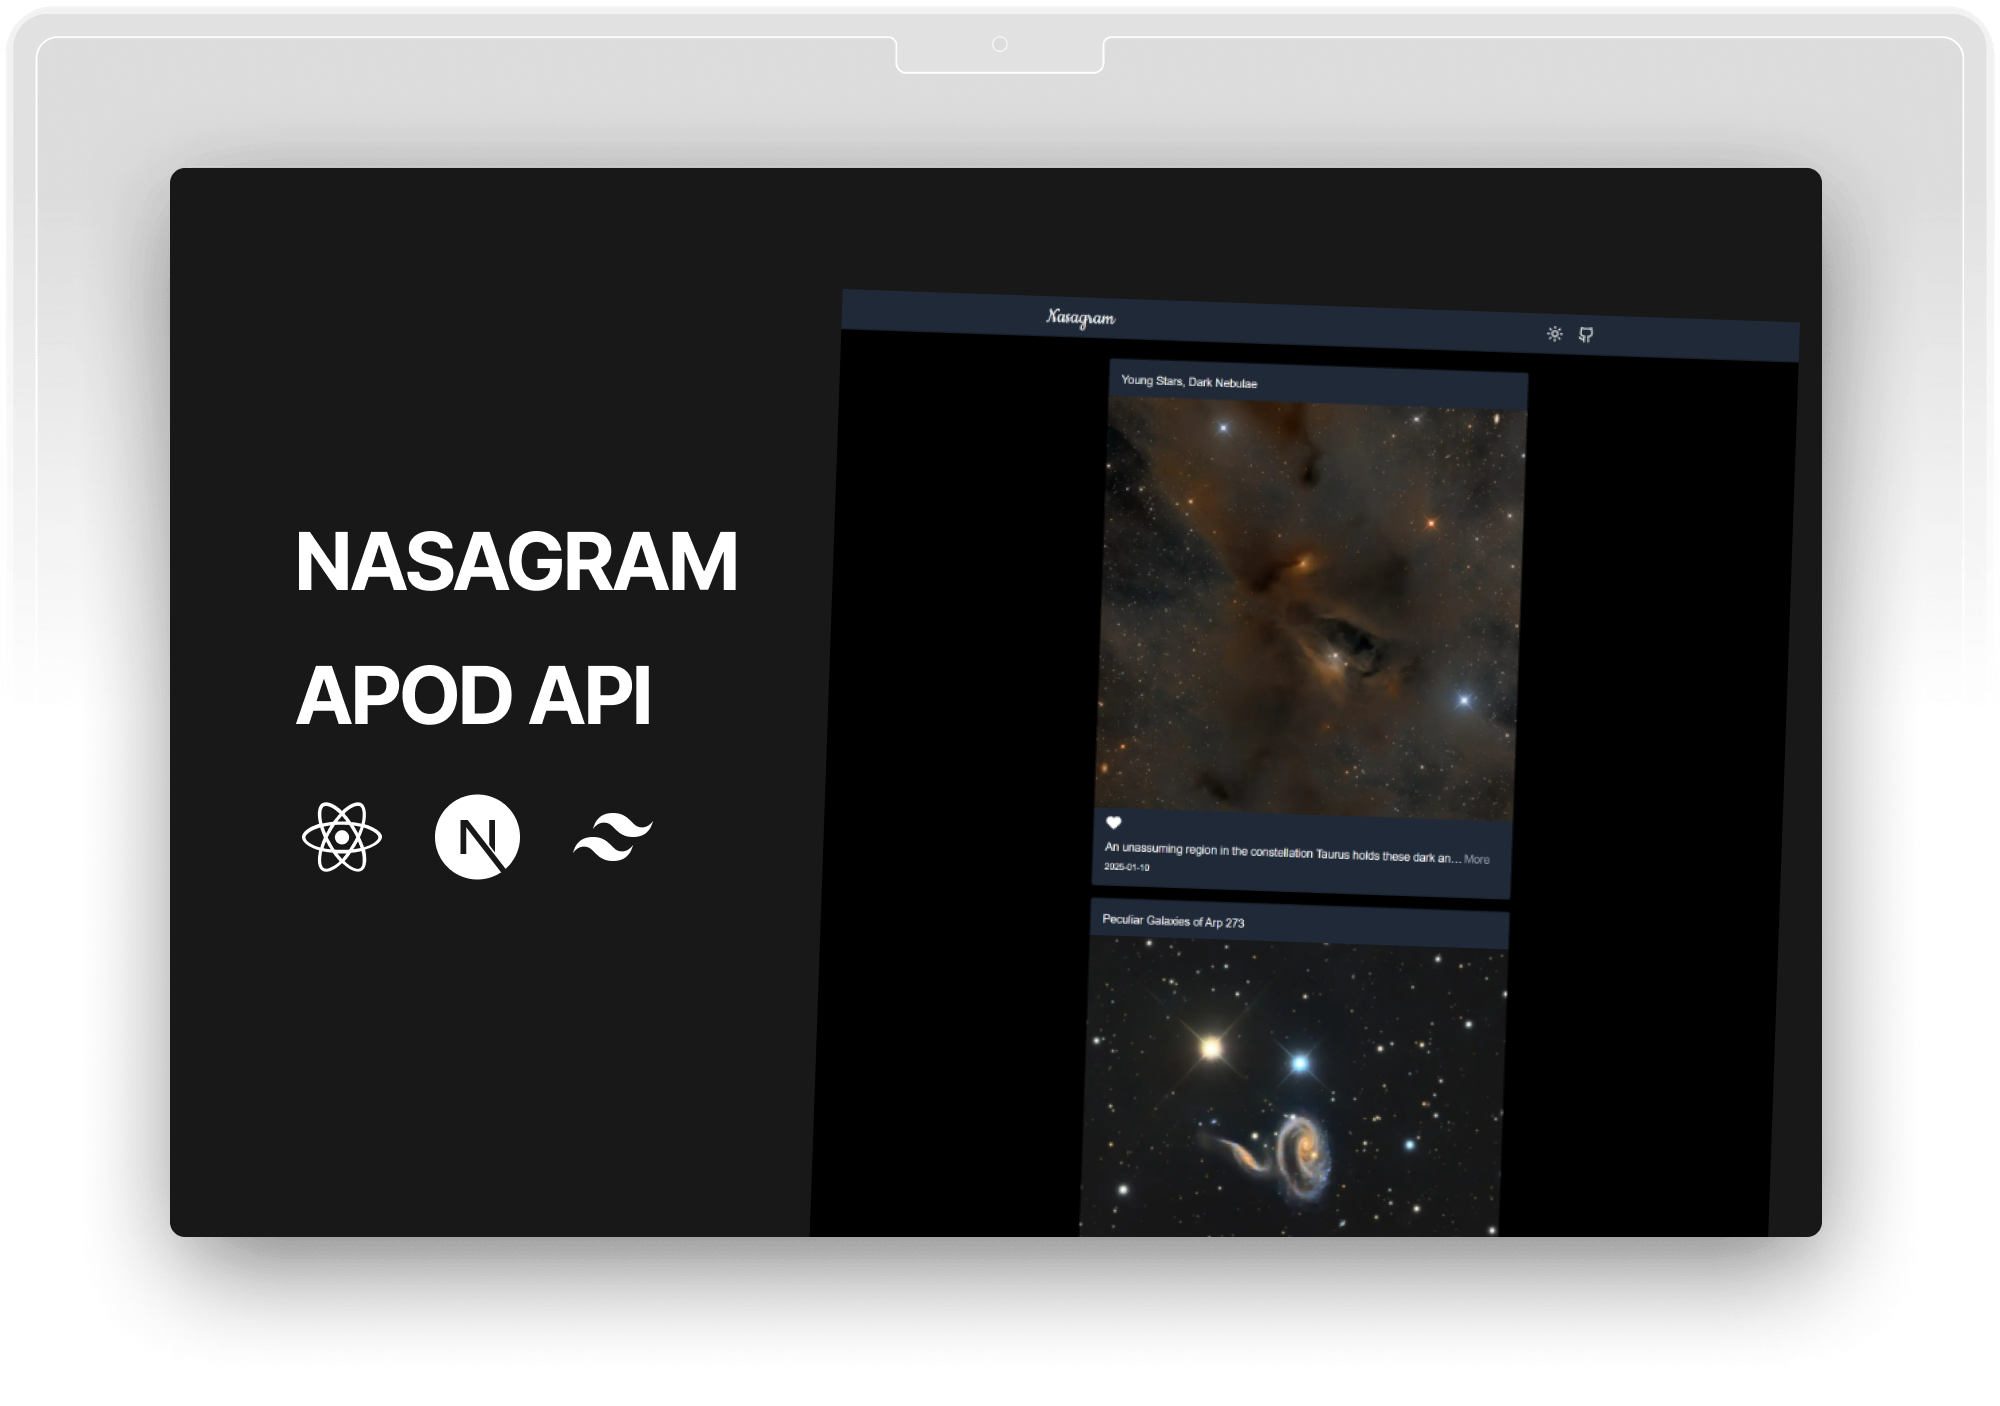 NASAGRAM
APOD API
Nasagram
Young Stars, Dark Nebulae
An unassuming region in the constellation Taurus holds these dark an... More
2025-01-10
Peculiar Galaxies of Arp 273